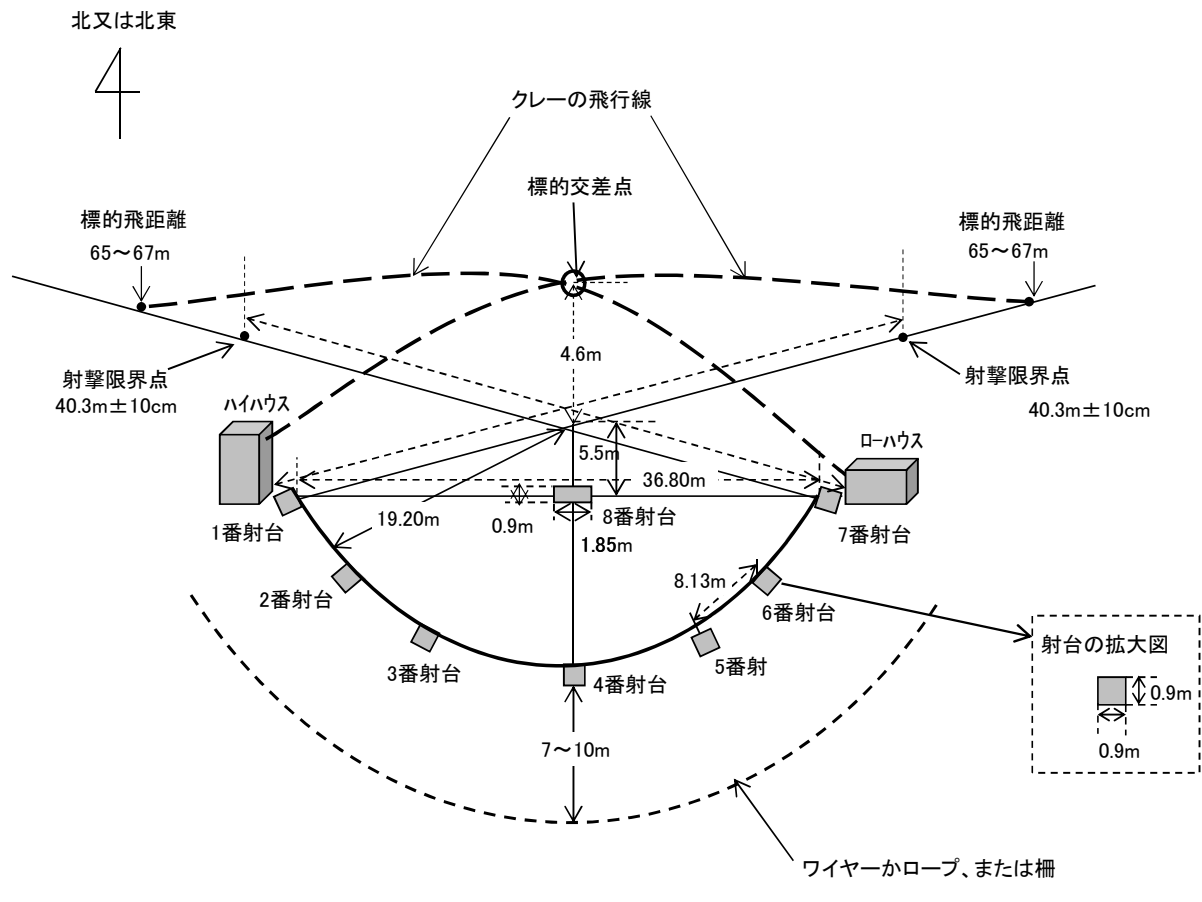 北又は北東
クレーの飛行線
標的交差点
標的飛距離
65～67m
標的飛距離
65～67m
4.6m
射撃限界点
40.3m±10cm
射撃限界点
40.3m±10cm
ﾊｲﾊｳｽ
ﾛｰﾊｳｽ
5.5m
36.80m
19.20m
0.9m
8番射台
1.85m
1番射台
7番射台
8.13m
2番射台
6番射台
3番射台
4番射台
5番射
射台の拡大図
0.9m
0.9m
7～10m
ワイヤーかロープ、または柵